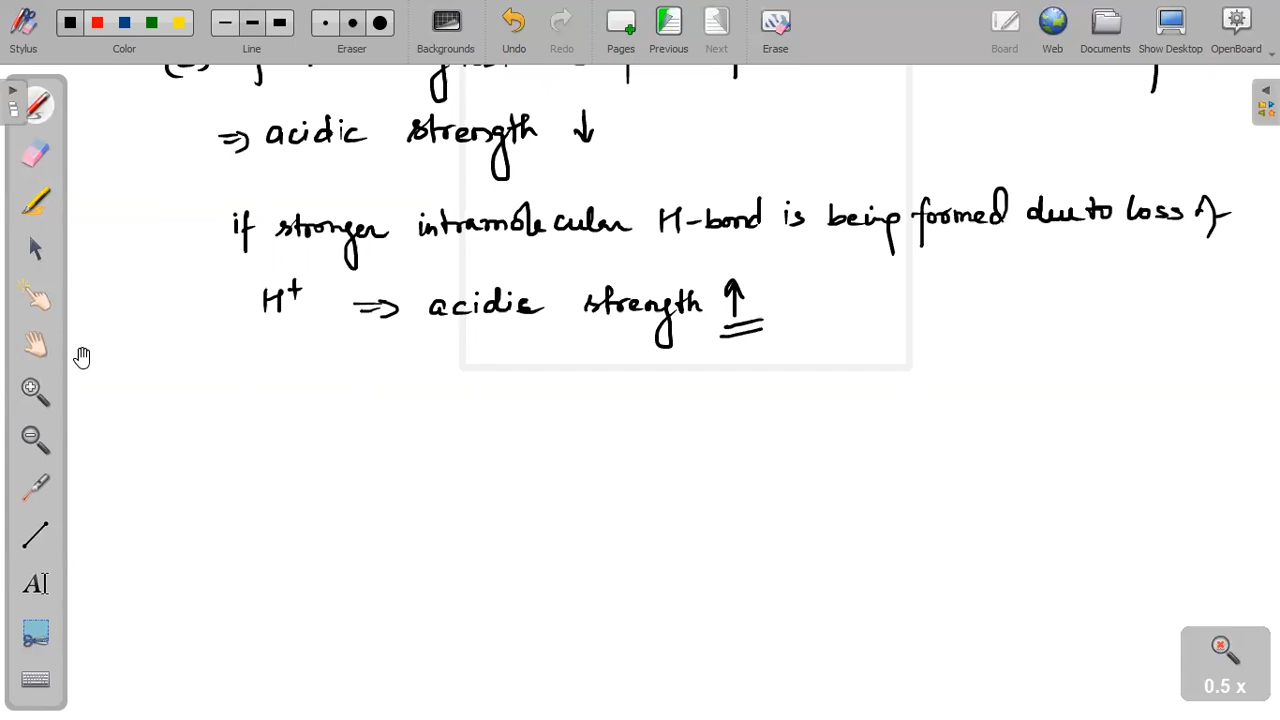 Stylus Color Line Eraser Backgrounds Undo Redo Pages Previous Next Erase Board Web Documents Show Desktop OpenBoard
⇒ acidic strength ↓
if stronger intramolecular H-bond is being formed due to loss of
H⁺ ⇒ acidic strength ↑
AI
0.5 x